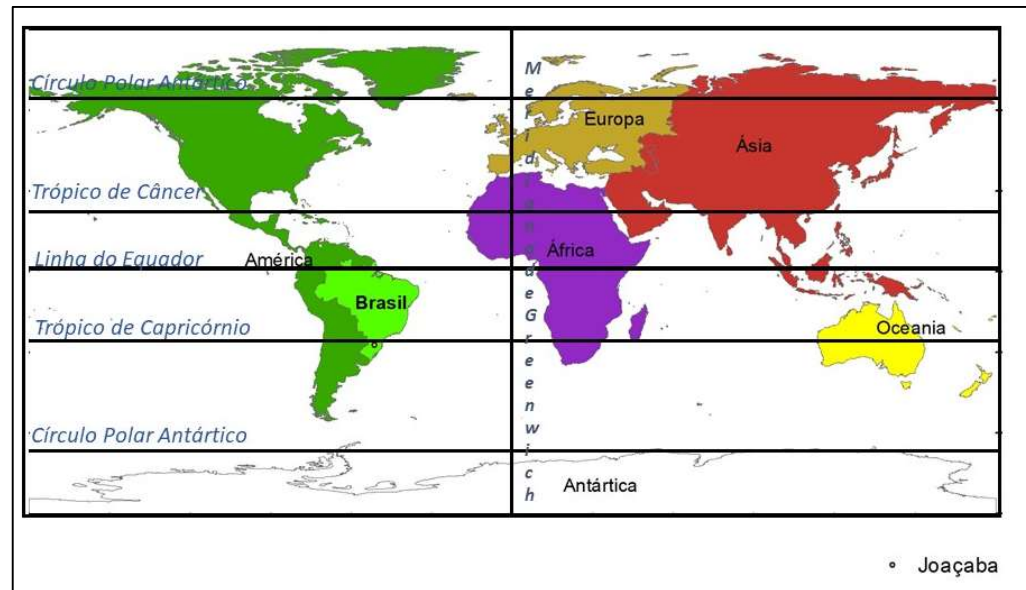 Círculo Polar Antártico
Meridiano de Greenwich
Europa
Ásia
Trópico de Câncer
África
Linha do Equador
América
Brasil
Trópico de Capricórnio
Oceania
Círculo Polar Antártico
Antártica
Joaçaba